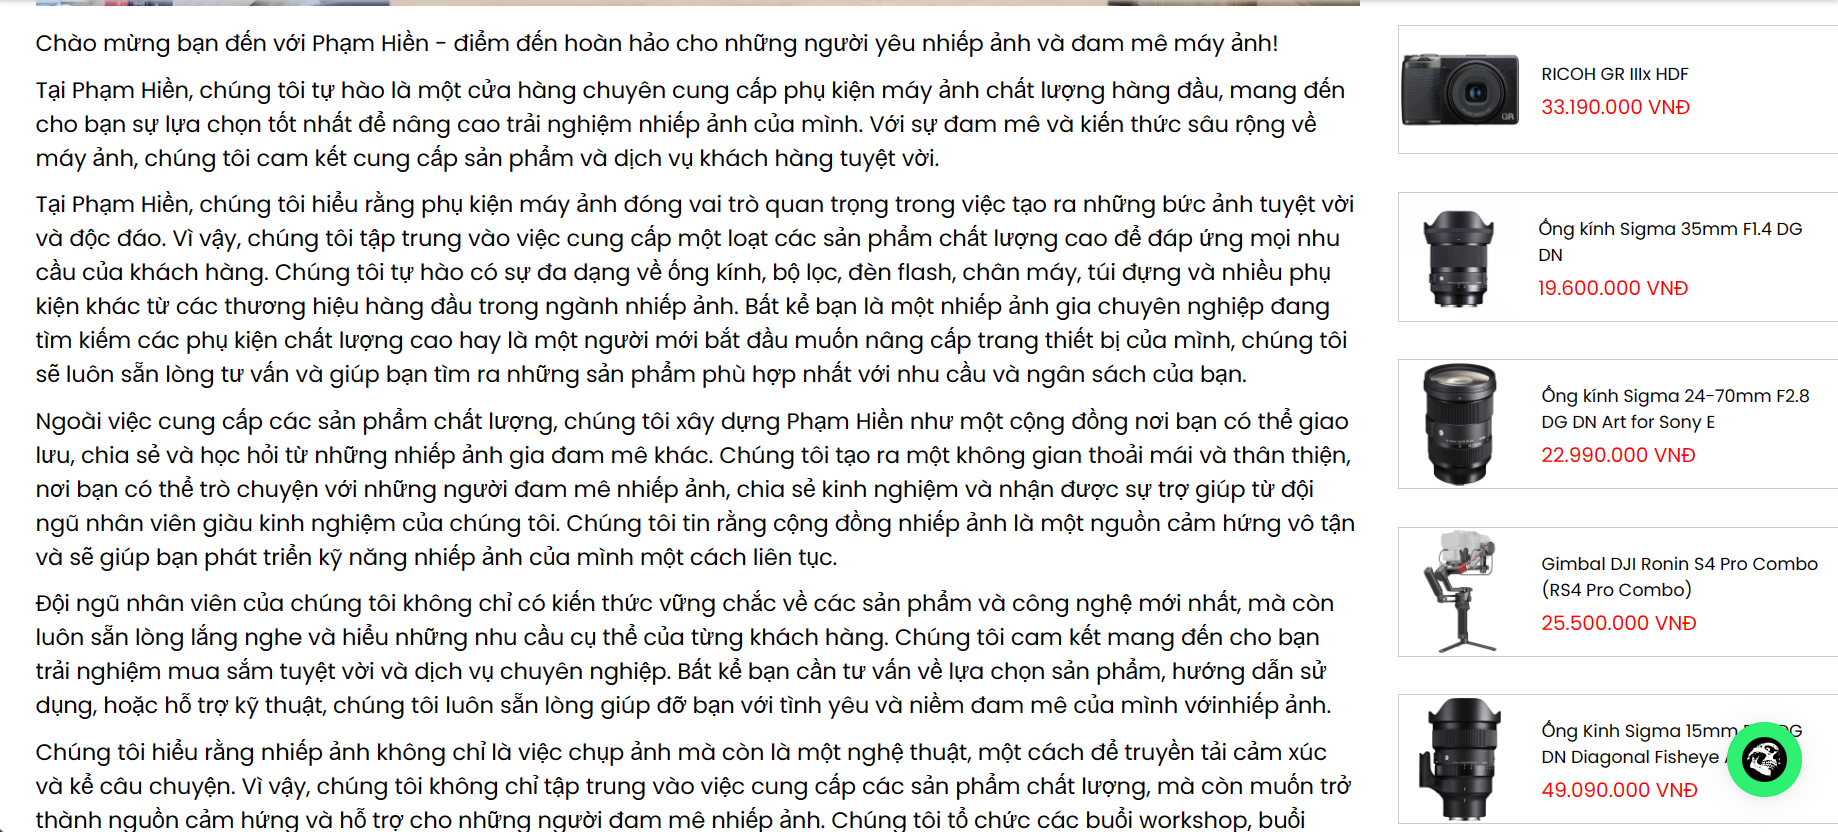 Chào mừng bạn đến với Phạm Hiền - điểm đến hoàn hảo cho những người yêu nhiếp ảnh và đam mê máy ảnh!
Tại Phạm Hiền, chúng tôi tự hào là một cửa hàng chuyên cung cấp phụ kiện máy ảnh chất lượng hàng đầu, mang đến
cho bạn sự lựa chọn tốt nhất để nâng cao trải nghiệm nhiếp ảnh của mình. Với sự đam mê và kiến thức sâu rộng về
máy ảnh, chúng tôi cam kết cung cấp sản phẩm và dịch vụ khách hàng tuyệt vời.
Tại Phạm Hiền, chúng tôi hiểu rằng phụ kiện máy ảnh đóng vai trò quan trọng trong việc tạo ra những bức ảnh tuyệt vời
và độc đáo. Vì vậy, chúng tôi tập trung vào việc cung cấp một loạt các sản phẩm chất lượng cao để đáp ứng mọi nhu
cầu của khách hàng. Chúng tôi tự hào có sự đa dạng về ống kính, bộ lọc, đèn flash, chân máy, túi đựng và nhiều phụ
kiện khác từ các thương hiệu hàng đầu trong ngành nhiếp ảnh. Bất kể bạn là một nhiếp ảnh gia chuyên nghiệp đang
tìm kiếm các phụ kiện chất lượng cao hay là một người mới bắt đầu muốn nâng cấp trang thiết bị của mình, chúng tôi
sẽ luôn sẵn lòng tư vấn và giúp bạn tìm ra những sản phẩm phù hợp nhất với nhu cầu và ngân sách của bạn.
Ngoài việc cung cấp các sản phẩm chất lượng, chúng tôi xây dựng Phạm Hiền như một cộng đồng nơi bạn có thể giao
lưu, chia sẻ và học hỏi từ những nhiếp ảnh gia đam mê khác. Chúng tôi tạo ra một không gian thoải mái và thân thiện,
nơi bạn có thể trò chuyện với những người đam mê nhiếp ảnh, chia sẻ kinh nghiệm và nhận được sự trợ giúp từ đội
ngũ nhân viên giàu kinh nghiệm của chúng tôi. Chúng tôi tin rằng cộng đồng nhiếp ảnh là một nguồn cảm hứng vô tận
và sẽ giúp bạn phát triển kỹ năng nhiếp ảnh của mình một cách liên tục.
Đội ngũ nhân viên của chúng tôi không chỉ có kiến thức vững chắc về các sản phẩm và công nghệ mới nhất, mà còn
luôn sẵn lòng lắng nghe và hiểu những nhu cầu cụ thể của từng khách hàng. Chúng tôi cam kết mang đến cho bạn
trải nghiệm mua sắm tuyệt vời và dịch vụ chuyên nghiệp. Bất kể bạn cần tư vấn về lựa chọn sản phẩm, hướng dẫn sử
dụng, hoặc hỗ trợ kỹ thuật, chúng tôi luôn sẵn lòng giúp đỡ bạn với tình yêu và niềm đam mê của mình vớinhiếp ảnh.
Chúng tôi hiểu rằng nhiếp ảnh không chỉ là việc chụp ảnh mà còn là một nghệ thuật, một cách để truyền tải cảm xúc
và kể câu chuyện. Vì vậy, chúng tôi không chỉ tập trung vào việc cung cấp các sản phẩm chất lượng, mà còn muốn trở
thành nguồn cảm hứng và hỗ trợ cho những người đam mê nhiếp ảnh. Chúng tôi tổ chức các buổi workshop, buổi
GR
RICOH GR IIIx HDF
33.190.000 VNĐ
Ống kính Sigma 35mm F1.4 DG
DN
19.600.000 VNĐ
Ống kính Sigma 24-70mm F2.8
DG DN Art for Sony E
22.990.000 VNĐ
Gimbal DJI Ronin S4 Pro Combo
(RS4 Pro Combo)
25.500.000 VNĐ
Ống Kinh Sigma 15mm DG
DN Diagonal Fisheye
49.090.000 VNĐ